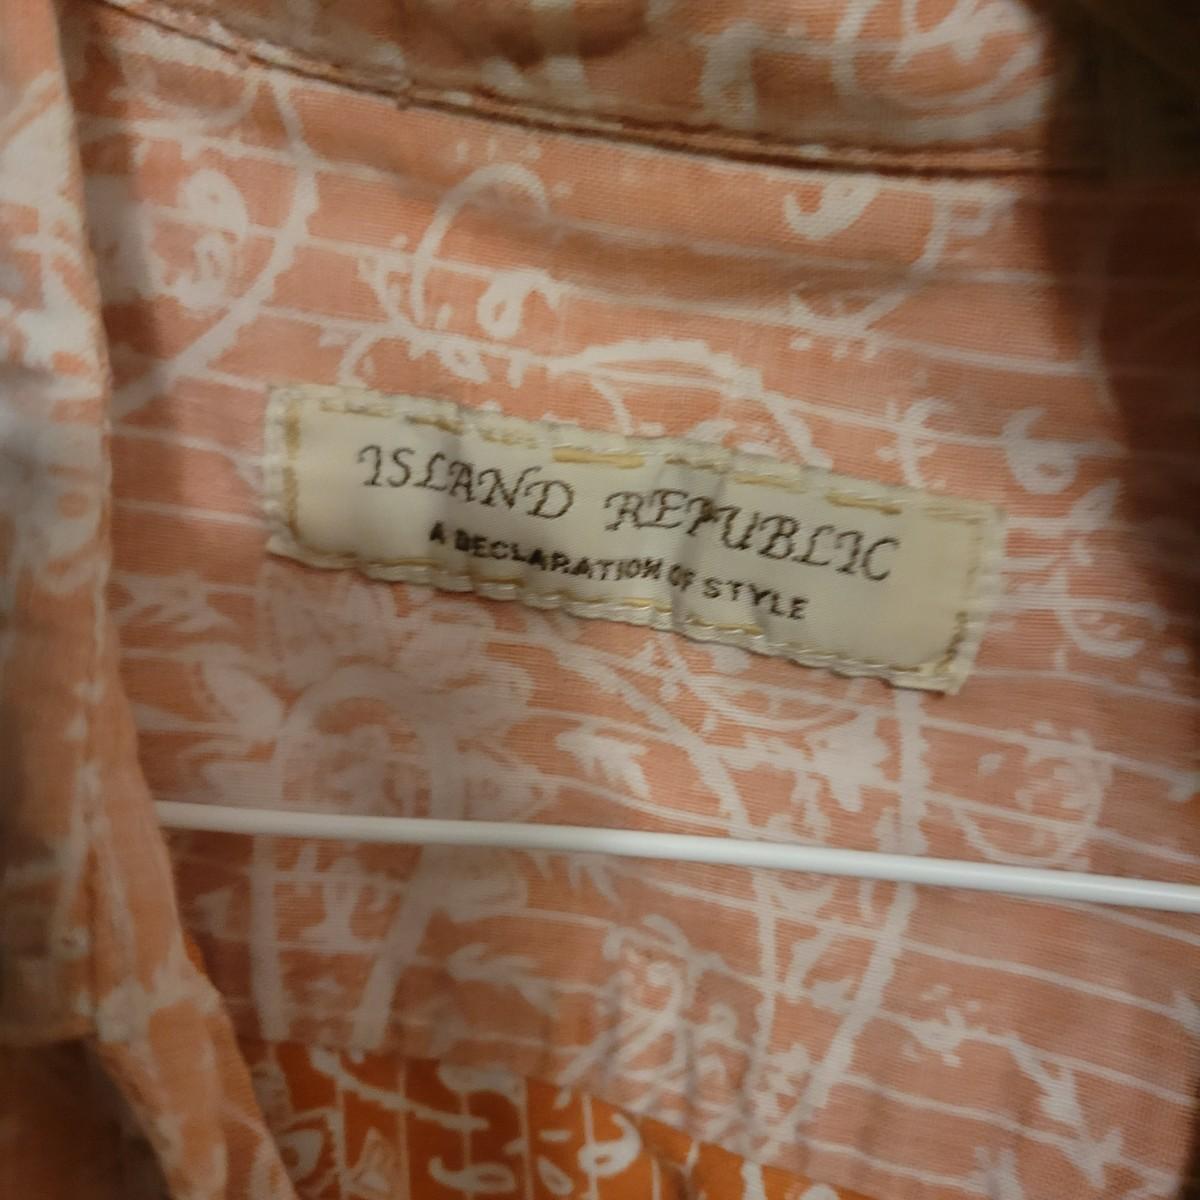 ISLAND REPUBLIC
A DECLARATION OF STYLE